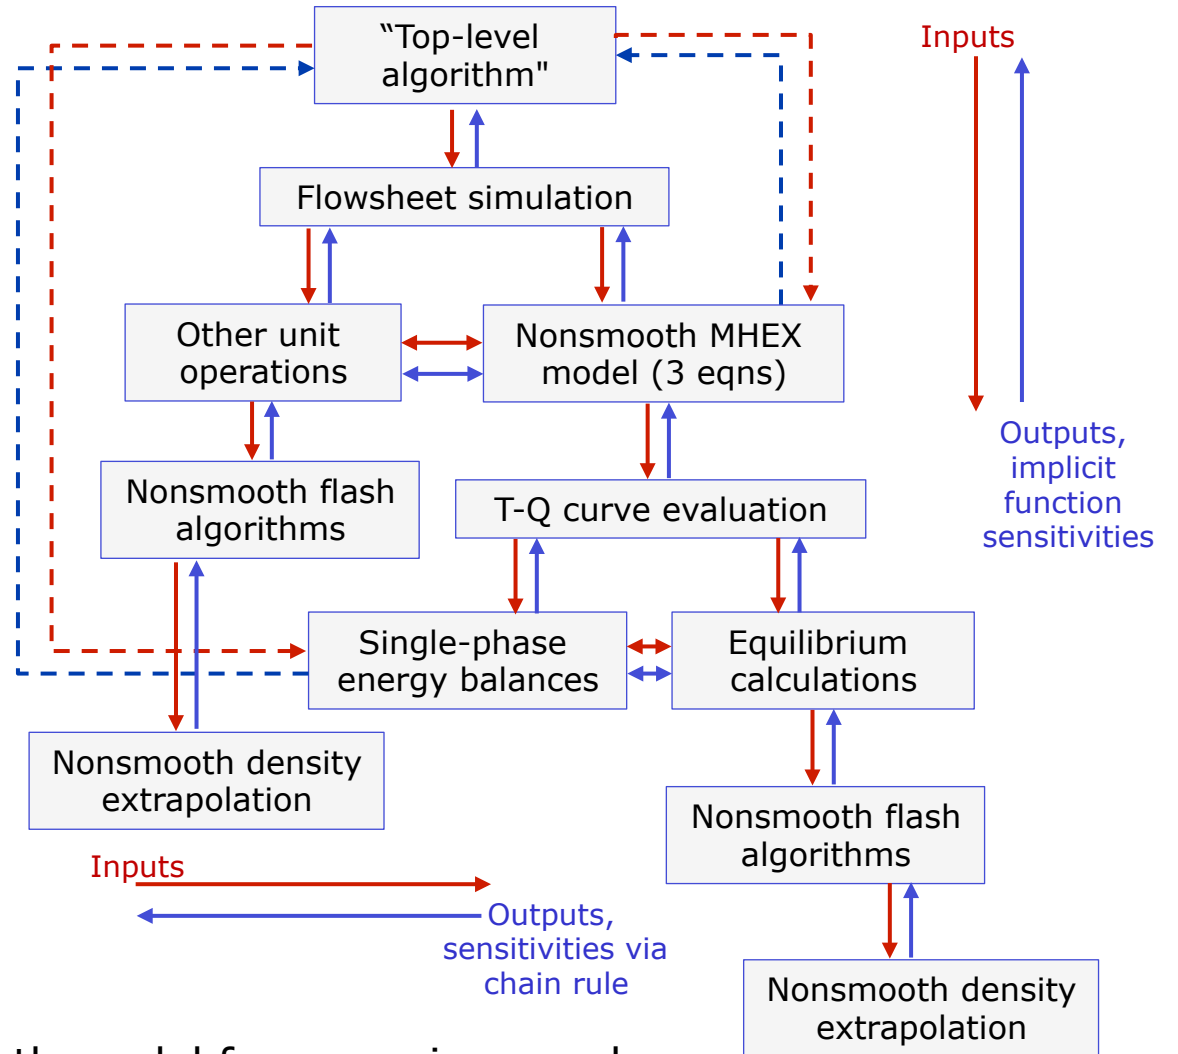 “Top-level
algorithm"
Inputs
Flowsheet simulation
Other unit
operations
Nonsmooth MHEX
model (3 eqns)
Outputs,
implicit
function
sensitivities
Nonsmooth flash
algorithms
T-Q curve evaluation
Single-phase
energy balances
Equilibrium
calculations
Nonsmooth density
extrapolation
Nonsmooth flash
algorithms
Inputs
Outputs,
sensitivities via
chain rule
Nonsmooth density
extrapolation